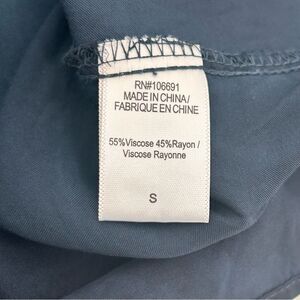 RN#106691
MADE IN CHINA/
FABRIQUE EN CHINE
55%Viscose 45%Rayon /
Viscose Rayonne
S